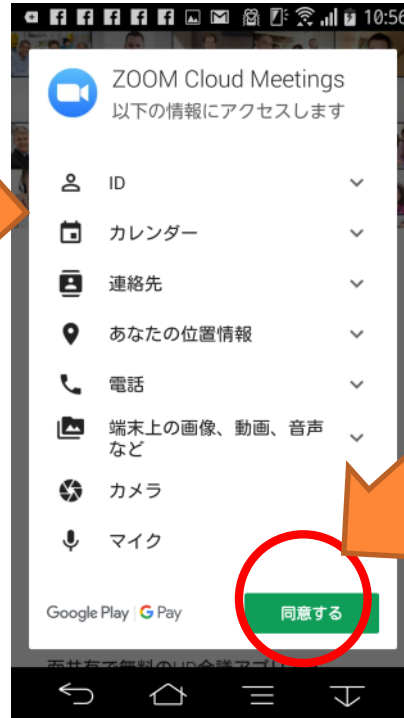 10:56
ZOOM Cloud Meetings
以下の情報にアクセスします
ID
カレンダー
連絡先
あなたの位置情報
電話
端末上の画像、動画、音声
など
カメラ
マイク
Google Play | G Pay
同意する